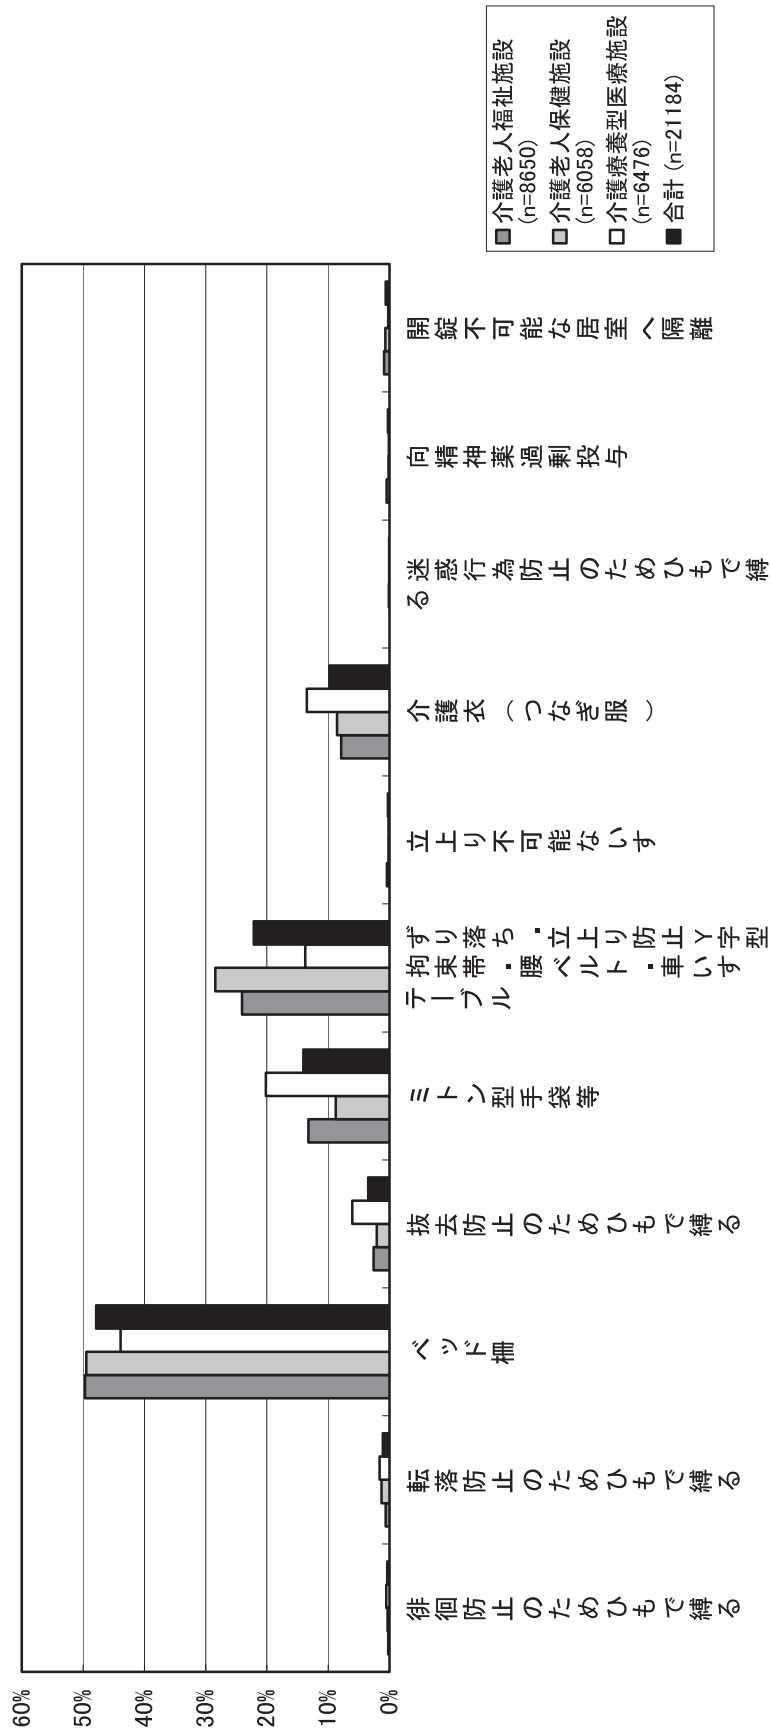 60%
50%
40%
30%
20%
10%
0%
徘徊防止のためひもで縛る
転落防止のためひもで縛る
ベッド柵
抜去防止のためひもで縛る
ミトン型手袋等
ずり落ち・立上り防止Y字型
拘束帯・腰ベルト・車いす
テーブル
立上り不可能ないす
介護衣（つなぎ服）
迷惑行為防止のためひもで縛
る
向精神薬過剰投与
開錠不可能な居室へ隔離
介護老人福祉施設
(n=8650)
介護老人保健施設
(n=6058)
介護療養型医療施設
(n=6476)
合計 (n=21184)